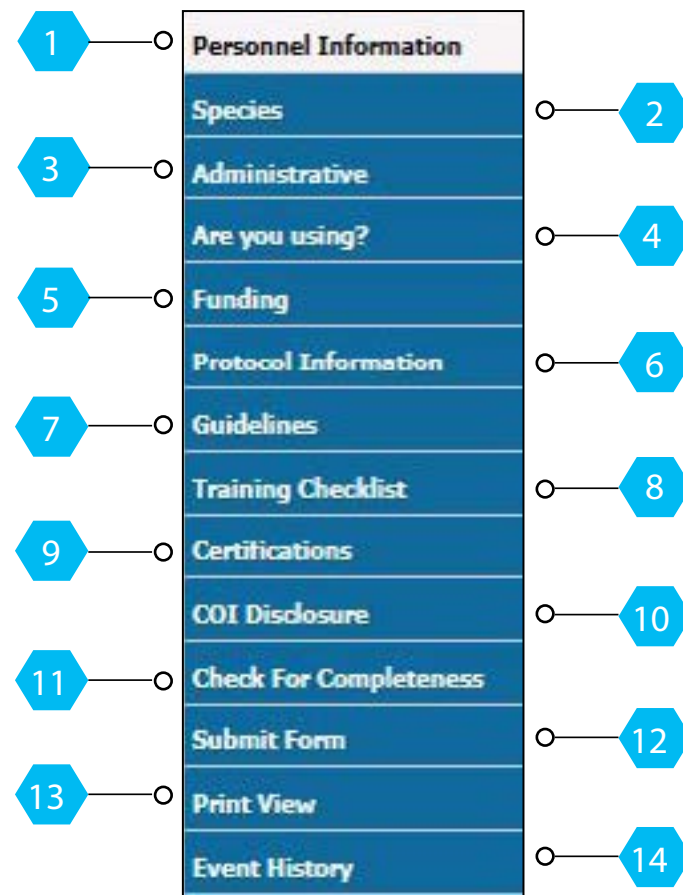 1 Personnel Information
Species 2
3 Administrative
Are you using? 4
5 Funding
Protocol Information 6
7 Guidelines
Training Checklist 8
9 Certifications
COI Disclosure 10
11 Check For Completeness
Submit Form 12
13 Print View
Event History 14